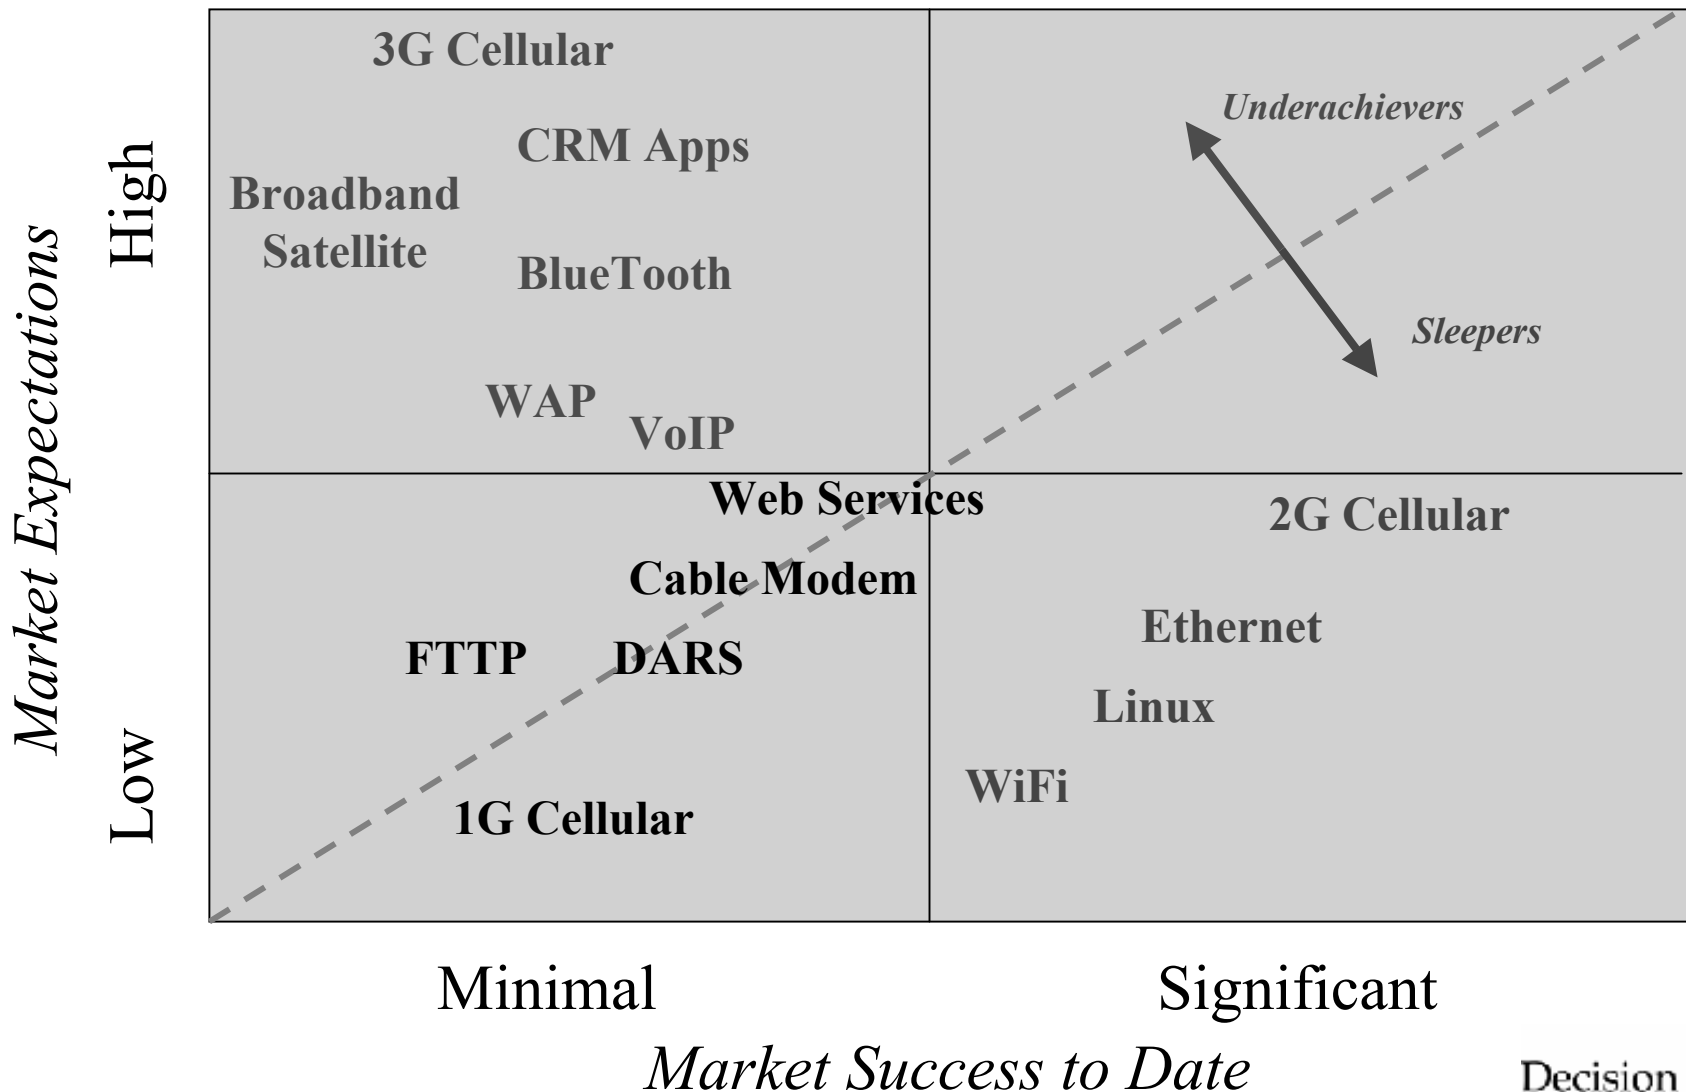 3G Cellular
Underachievers
CRM Apps
High
Broadband
Satellite
BlueTooth
Sleepers
WAP
VoIP
Market Expectations
Web Services
2G Cellular
Cable Modem
Ethernet
FTTP
DARS
Linux
Low
WiFi
1G Cellular
Minimal
Significant
Market Success to Date
Decision